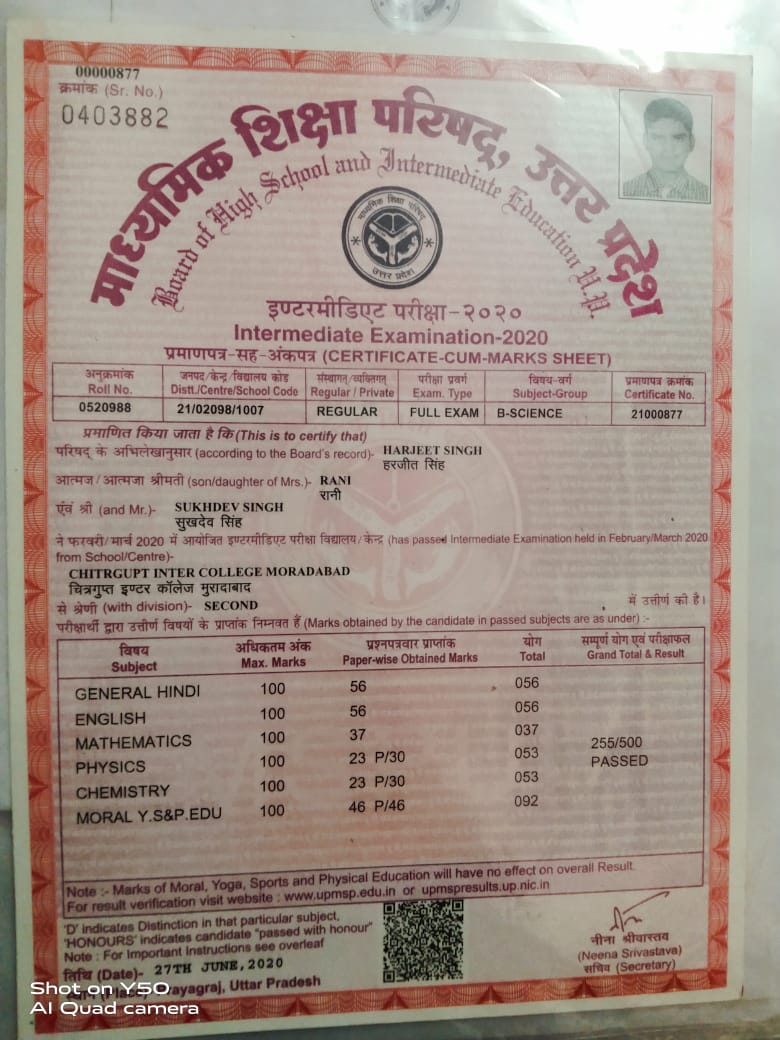 00000877
क्रमांक (Sr. No.)
0403882
माध्यमिक शिक्षा परिषद्, उत्तर प्रदेश
Board of High School and Intermediate Education U.P.
माध्यमिक शिक्षा परिषद्
उत्तर प्रदेश
इण्टरमीडिएट परीक्षा-२०२०
Intermediate Examination-2020
प्रमाणपत्र-सह-अंकपत्र (CERTIFICATE-CUM-MARKS SHEET)
अनुक्रमांक जनपद/केन्द्र/विद्यालय कोड संस्थागत/व्यक्तिगत परीक्षा प्रवर्ग विषय-वर्ग प्रमाणपत्र क्रमांक
Roll No. Distt./Centre/School Code Regular / Private Exam. Type Subject-Group Certificate No.
0520988 21/02098/1007 REGULAR FULL EXAM B-SCIENCE 21000877
प्रमाणित किया जाता है कि (This is to certify that)
परिषद् के अभिलेखानुसार (according to the Board's record)- HARJEET SINGH
हरजीत सिंह
आत्मज/आत्मजा श्रीमती (son/daughter of Mrs.)- RANI
रानी
एंवं श्री (and Mr.)- SUKHDEV SINGH
सुखदेव सिंह
ने फरवरी/मार्च 2020 में आयोजित इण्टरमीडिएट परीक्षा विद्यालय/केन्द्र (has passed Intermediate Examination held in February/March 2020
from School/Centre)-
CHITRGUPT INTER COLLEGE MORADABAD
चित्रगुप्त इण्टर कॉलेज मुरादाबाद
से श्रेणी (with division)- SECOND में उत्तीर्ण की है।
परीक्षार्थी द्वारा उत्तीर्ण विषयों के प्राप्तांक निम्नवत हैं (Marks obtained by the candidate in passed subjects are as under) :-
विषय अधिकतम अंक प्रश्नपत्रवार प्राप्तांक योग सम्पूर्ण योग एवं परीक्षाफल
Subject Max. Marks Paper-wise Obtained Marks Total Grand Total & Result
GENERAL HINDI 100 56 056
ENGLISH 100 56 056
MATHEMATICS 100 37 037
255/500
PHYSICS 100 23 P/30 053
PASSED
CHEMISTRY 100 23 P/30 053
MORAL Y.S&P.EDU 100 46 P/46 092
Note :- Marks of Moral, Yoga, Sports and Physical Education will have no effect on overall Result.
For result verification visit website : www.upmsp.edu.in or upmspresults.up.nic.in
'D' indicates Distinction in that particular subject,
'HONOURS' indicates candidate "passed with honour"
Note : For Important Instructions see overleaf
तिथि (Date)- 27TH JUNE,2020
Uttar Pradesh
नीना श्रीवास्तव
(Neena Srivastava)
सचिव (Secretary)
Shot on Y50
AI Quad camera